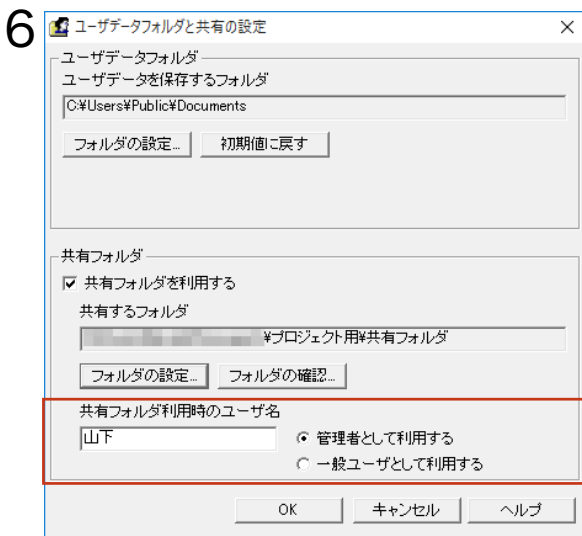 6
ユーザデータフォルダと共有の設定
ユーザデータフォルダ
ユーザデータを保存するフォルダ
C:¥Users¥Public¥Documents
フォルダの設定... 初期値に戻す
共有フォルダ
共有フォルダを利用する
共有するフォルダ
¥プロジェクト用¥共有フォルダ
フォルダの設定... フォルダの確認...
共有フォルダ利用時のユーザ名
山下 管理者として利用する
一般ユーザとして利用する
OK キャンセル ヘルプ